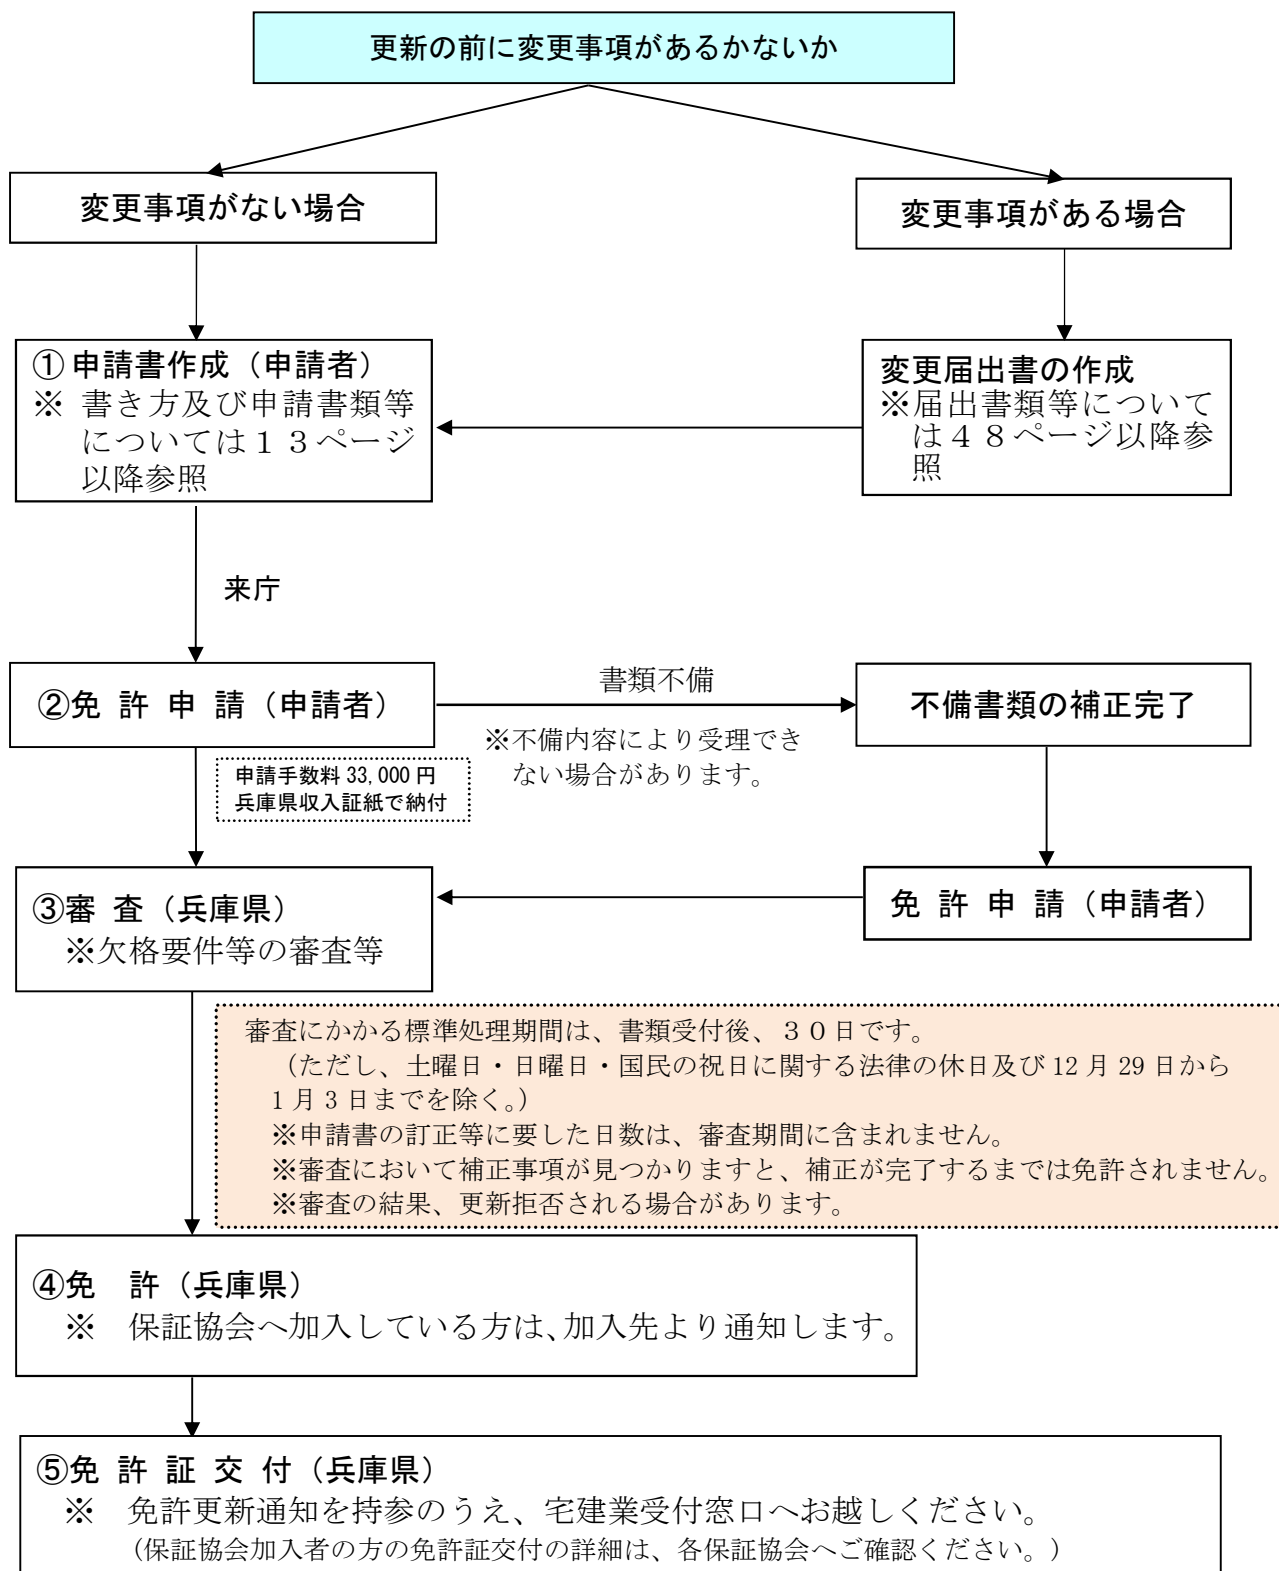 更新の前に変更事項があるかないか
変更事項がない場合
変更事項がある場合
①申請書作成（申請者）
※ 書き方及び申請書類等
については１３ページ
以降参照
変更届出書の作成
※届出書類等について
は４８ページ以降参
照
来庁
②免 許 申 請（申請者）
書類不備
※不備内容により受理でき
ない場合があります。
不備書類の補正完了
申請手数料 33,000 円
兵庫県収入証紙で納付
③審 査（兵庫県）
※欠格要件等の審査等
免 許 申 請（申請者）
審査にかかる標準処理期間は、書類受付後、３０日です。
（ただし、土曜日・日曜日・国民の祝日に関する法律の休日及び 12 月 29 日から
1 月 3 日までを除く。）
※申請書の訂正等に要した日数は、審査期間に含まれません。
※審査において補正事項が見つかりますと、補正が完了するまでは免許されません。
※審査の結果、更新拒否される場合があります。
④免　許（兵庫県）
※　保証協会へ加入している方は、加入先より通知します。
⑤免 許 証 交 付（兵庫県）
※　免許更新通知を持参のうえ、宅建業受付窓口へお越しください。
（保証協会加入者の方の免許証交付の詳細は、各保証協会へご確認ください。）